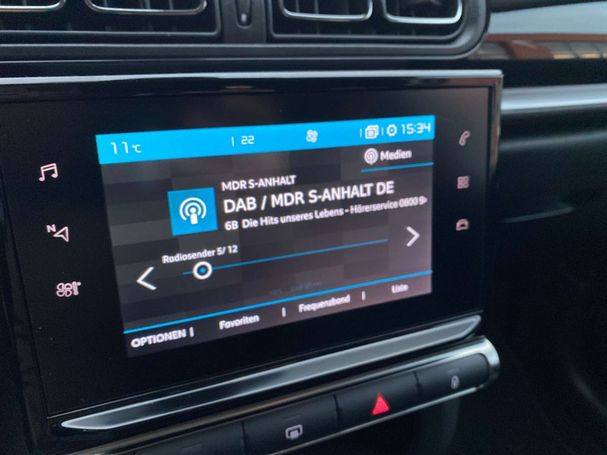 11°C | 22 15:34
Medien
MDR S-ANHALT
DAB / MDR S-ANHALT DE
6B Die Hits unseres Lebens - Hörerservice 0800 9
Radiosender 5/ 12
OPTIONEN | Favoriten | Frequenzband | Liste
N